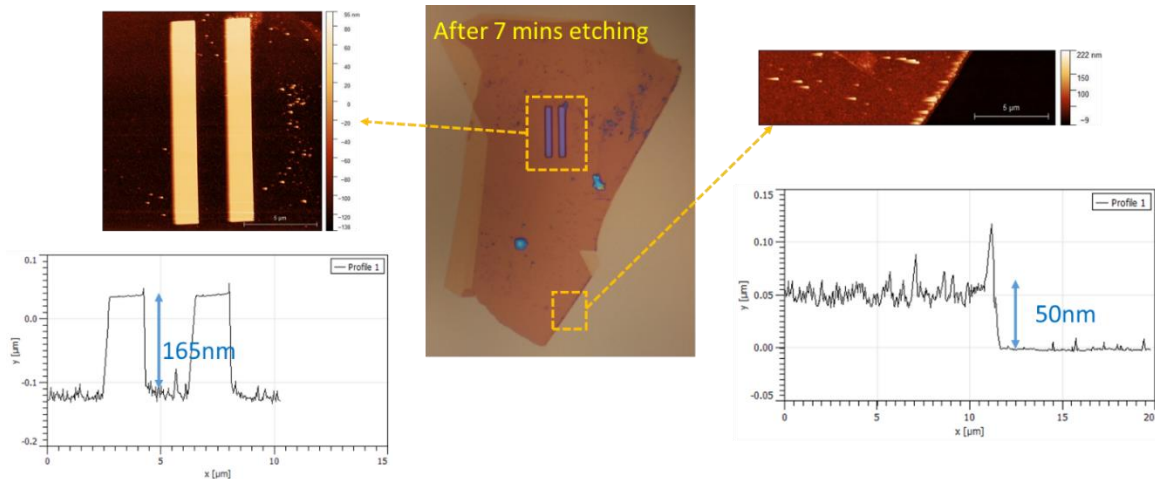 After 7 mins etching
95 nm
80
60
40
20
0
−20
−40
−60
−80
−100
−120
−138
5 μm
222 nm
150
100
50
−9
5 μm
0.1
0.0
-0.1
-0.2
y [μm]
Profile 1
165nm
0
5
10
15
x [μm]
0.15
0.10
0.05
0.00
-0.05
y [μm]
Profile 1
50nm
0
5
10
15
20
x [μm]